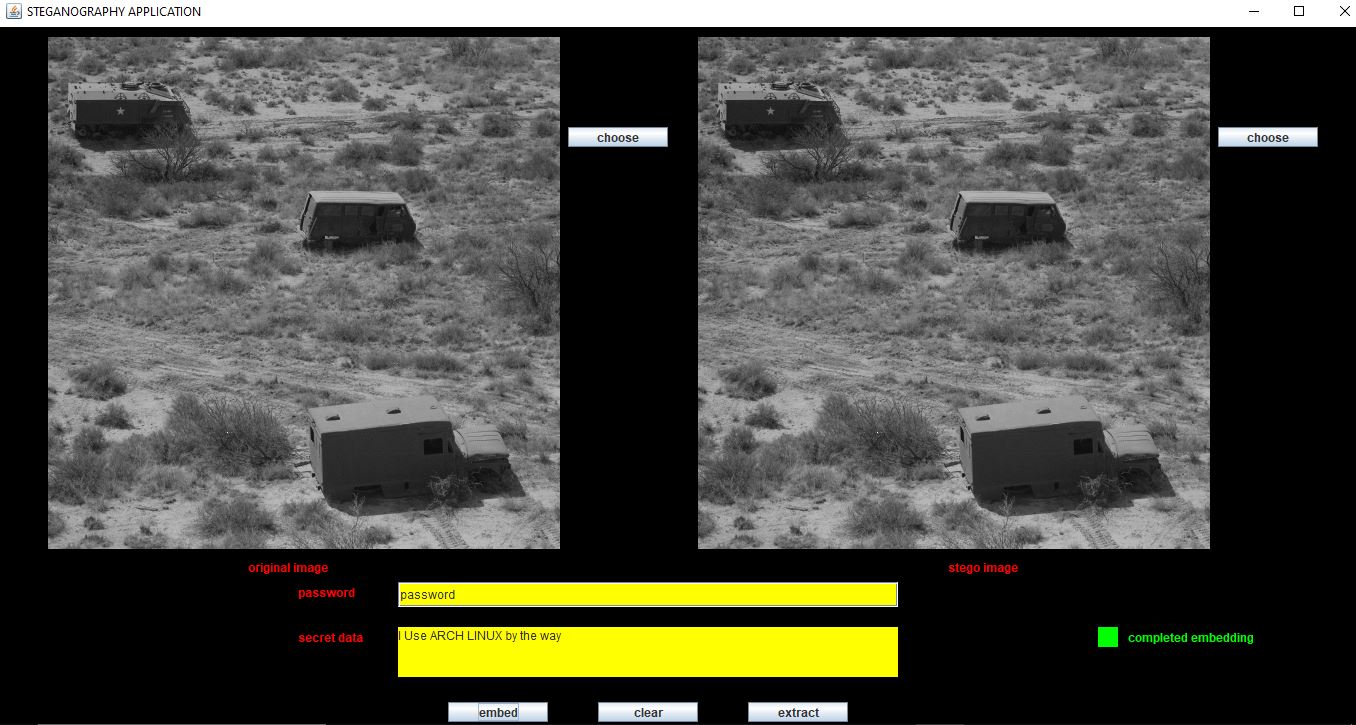 STEGANOGRAPHY APPLICATION
choose
choose
original image
stego image
password
password
secret data
I Use ARCH LINUX by the way
completed embedding
embed
clear
extract